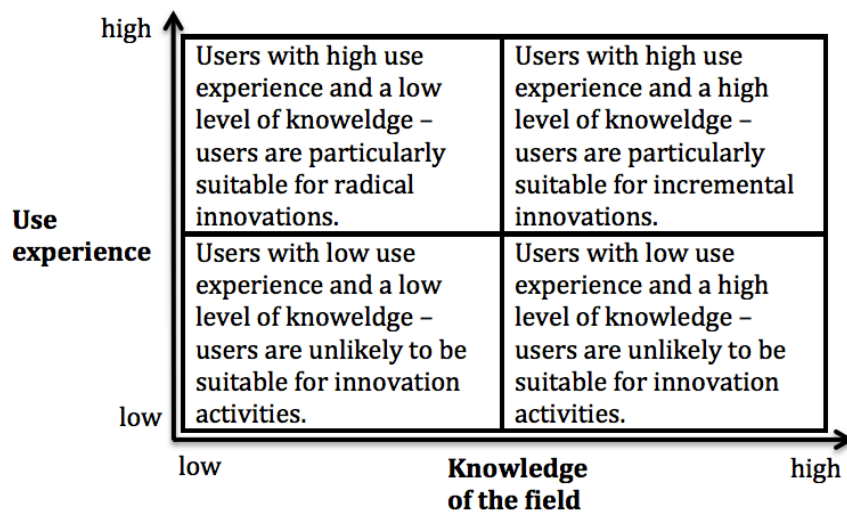 high
Users with high use
experience and a low
level of knoweldge –
users are particularly
suitable for radical
innovations.
Users with high use
experience and a high
level of knoweldge –
users are particularly
suitable for incremental
innovations.
Use
experience
Users with low use
experience and a low
level of knoweldge –
users are unlikely to be
suitable for innovation
activities.
Users with low use
experience and a high
level of knowledge –
users are unlikely to be
suitable for innovation
activities.
low
low
Knowledge
of the field
high